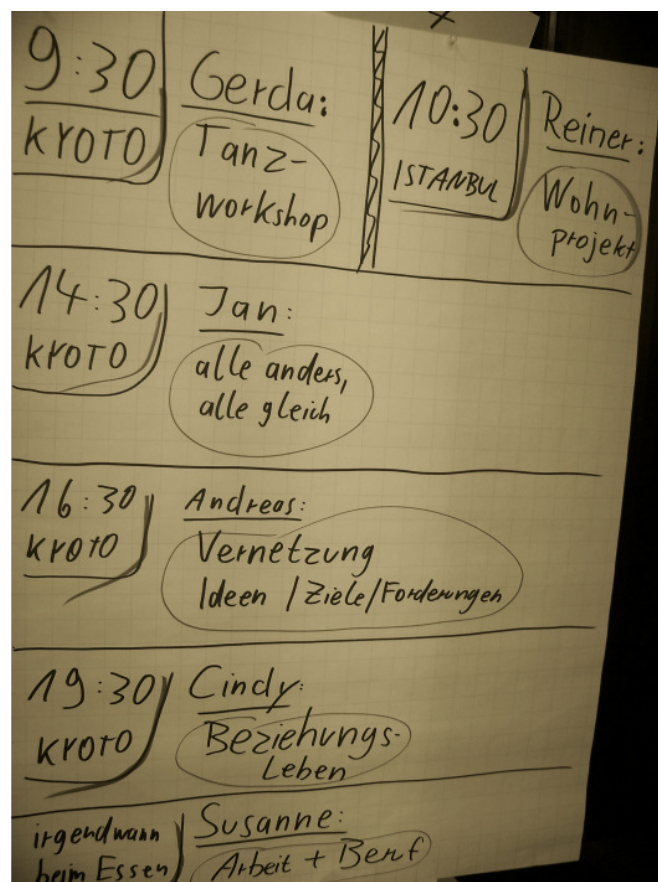 9:30
KYOTO
Gerda:
Tanz-
workshop
10:30
ISTANBUL
Reiner:
Wohn-
projekt
14:30
KYOTO
Jan:
alle anders,
alle gleich
16:30
KYOTO
Andreas:
Vernetzung
Ideen / Ziele/Forderungen
19:30
KYOTO
Cindy:
Beziehungs-
Leben
irgendwann
beim Essen
Susanne:
Arbeit + Beruf